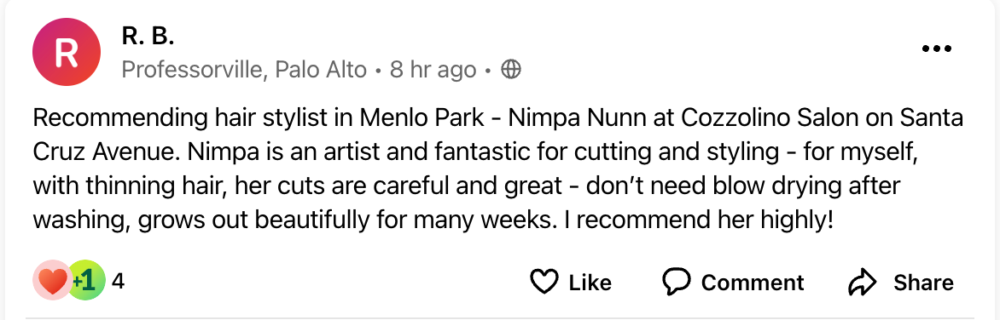 R
R. B.
Professorville, Palo Alto • 8 hr ago •
Recommending hair stylist in Menlo Park - Nimpa Nunn at Cozzolino Salon on Santa
Cruz Avenue. Nimpa is an artist and fantastic for cutting and styling - for myself,
with thinning hair, her cuts are careful and great - don’t need blow drying after
washing, grows out beautifully for many weeks. I recommend her highly!
+1 4 Like Comment Share